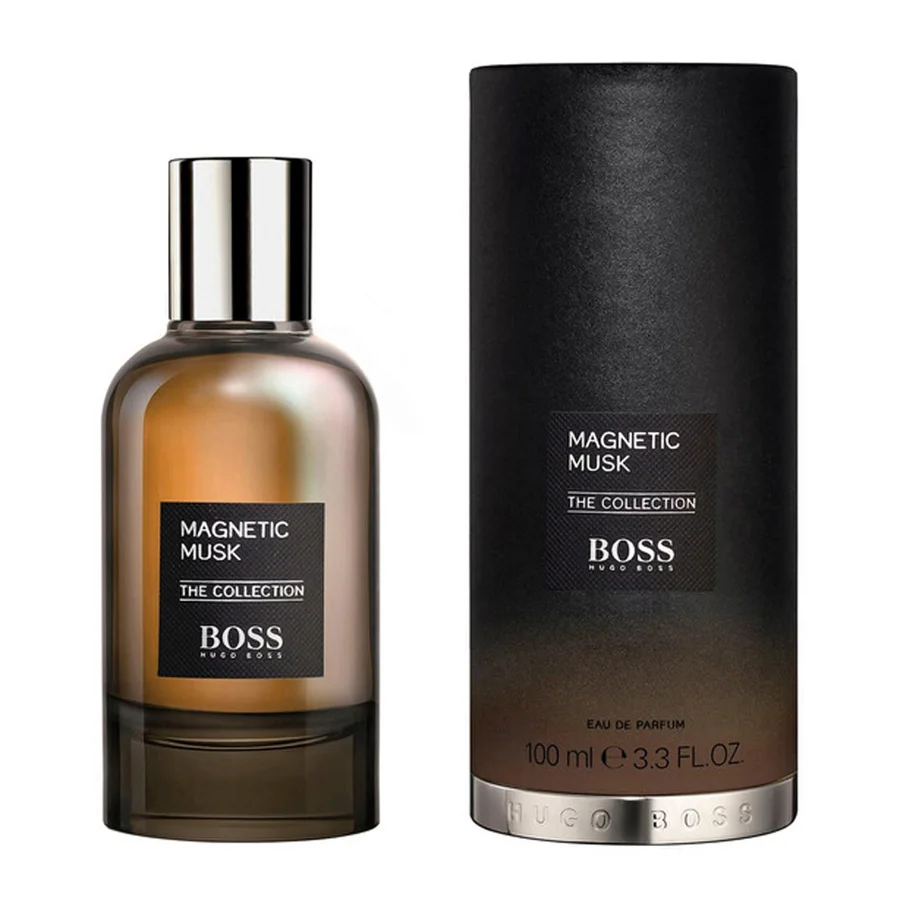 MAGNETIC
MUSK
THE COLLECTION
BOSS
HUGO BOSS
MAGNETIC
MUSK
THE COLLECTION
BOSS
HUGO BOSS
EAU DE PARFUM
100 ml ℮ 3.3 FL.OZ.
HUGO BOSS